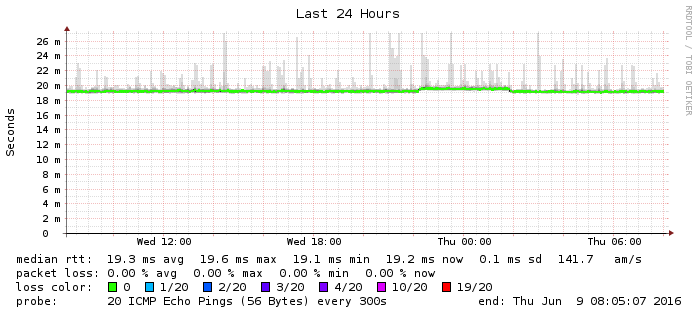 Last 24 Hours
RRDTOOL / TOBI OETIKER
Seconds
26 m
24 m
22 m
20 m
18 m
16 m
14 m
12 m
10 m
8 m
6 m
4 m
2 m
0
Wed 12:00 Wed 18:00 Thu 00:00 Thu 06:00
median rtt: 19.3 ms avg 19.6 ms max 19.1 ms min 19.2 ms now 0.1 ms sd 141.7 am/s
packet loss: 0.00 % avg 0.00 % max 0.00 % min 0.00 % now
loss color: 0 1/20 2/20 3/20 4/20 10/20 19/20
probe: 20 ICMP Echo Pings (56 Bytes) every 300s end: Thu Jun 9 08:05:07 2016